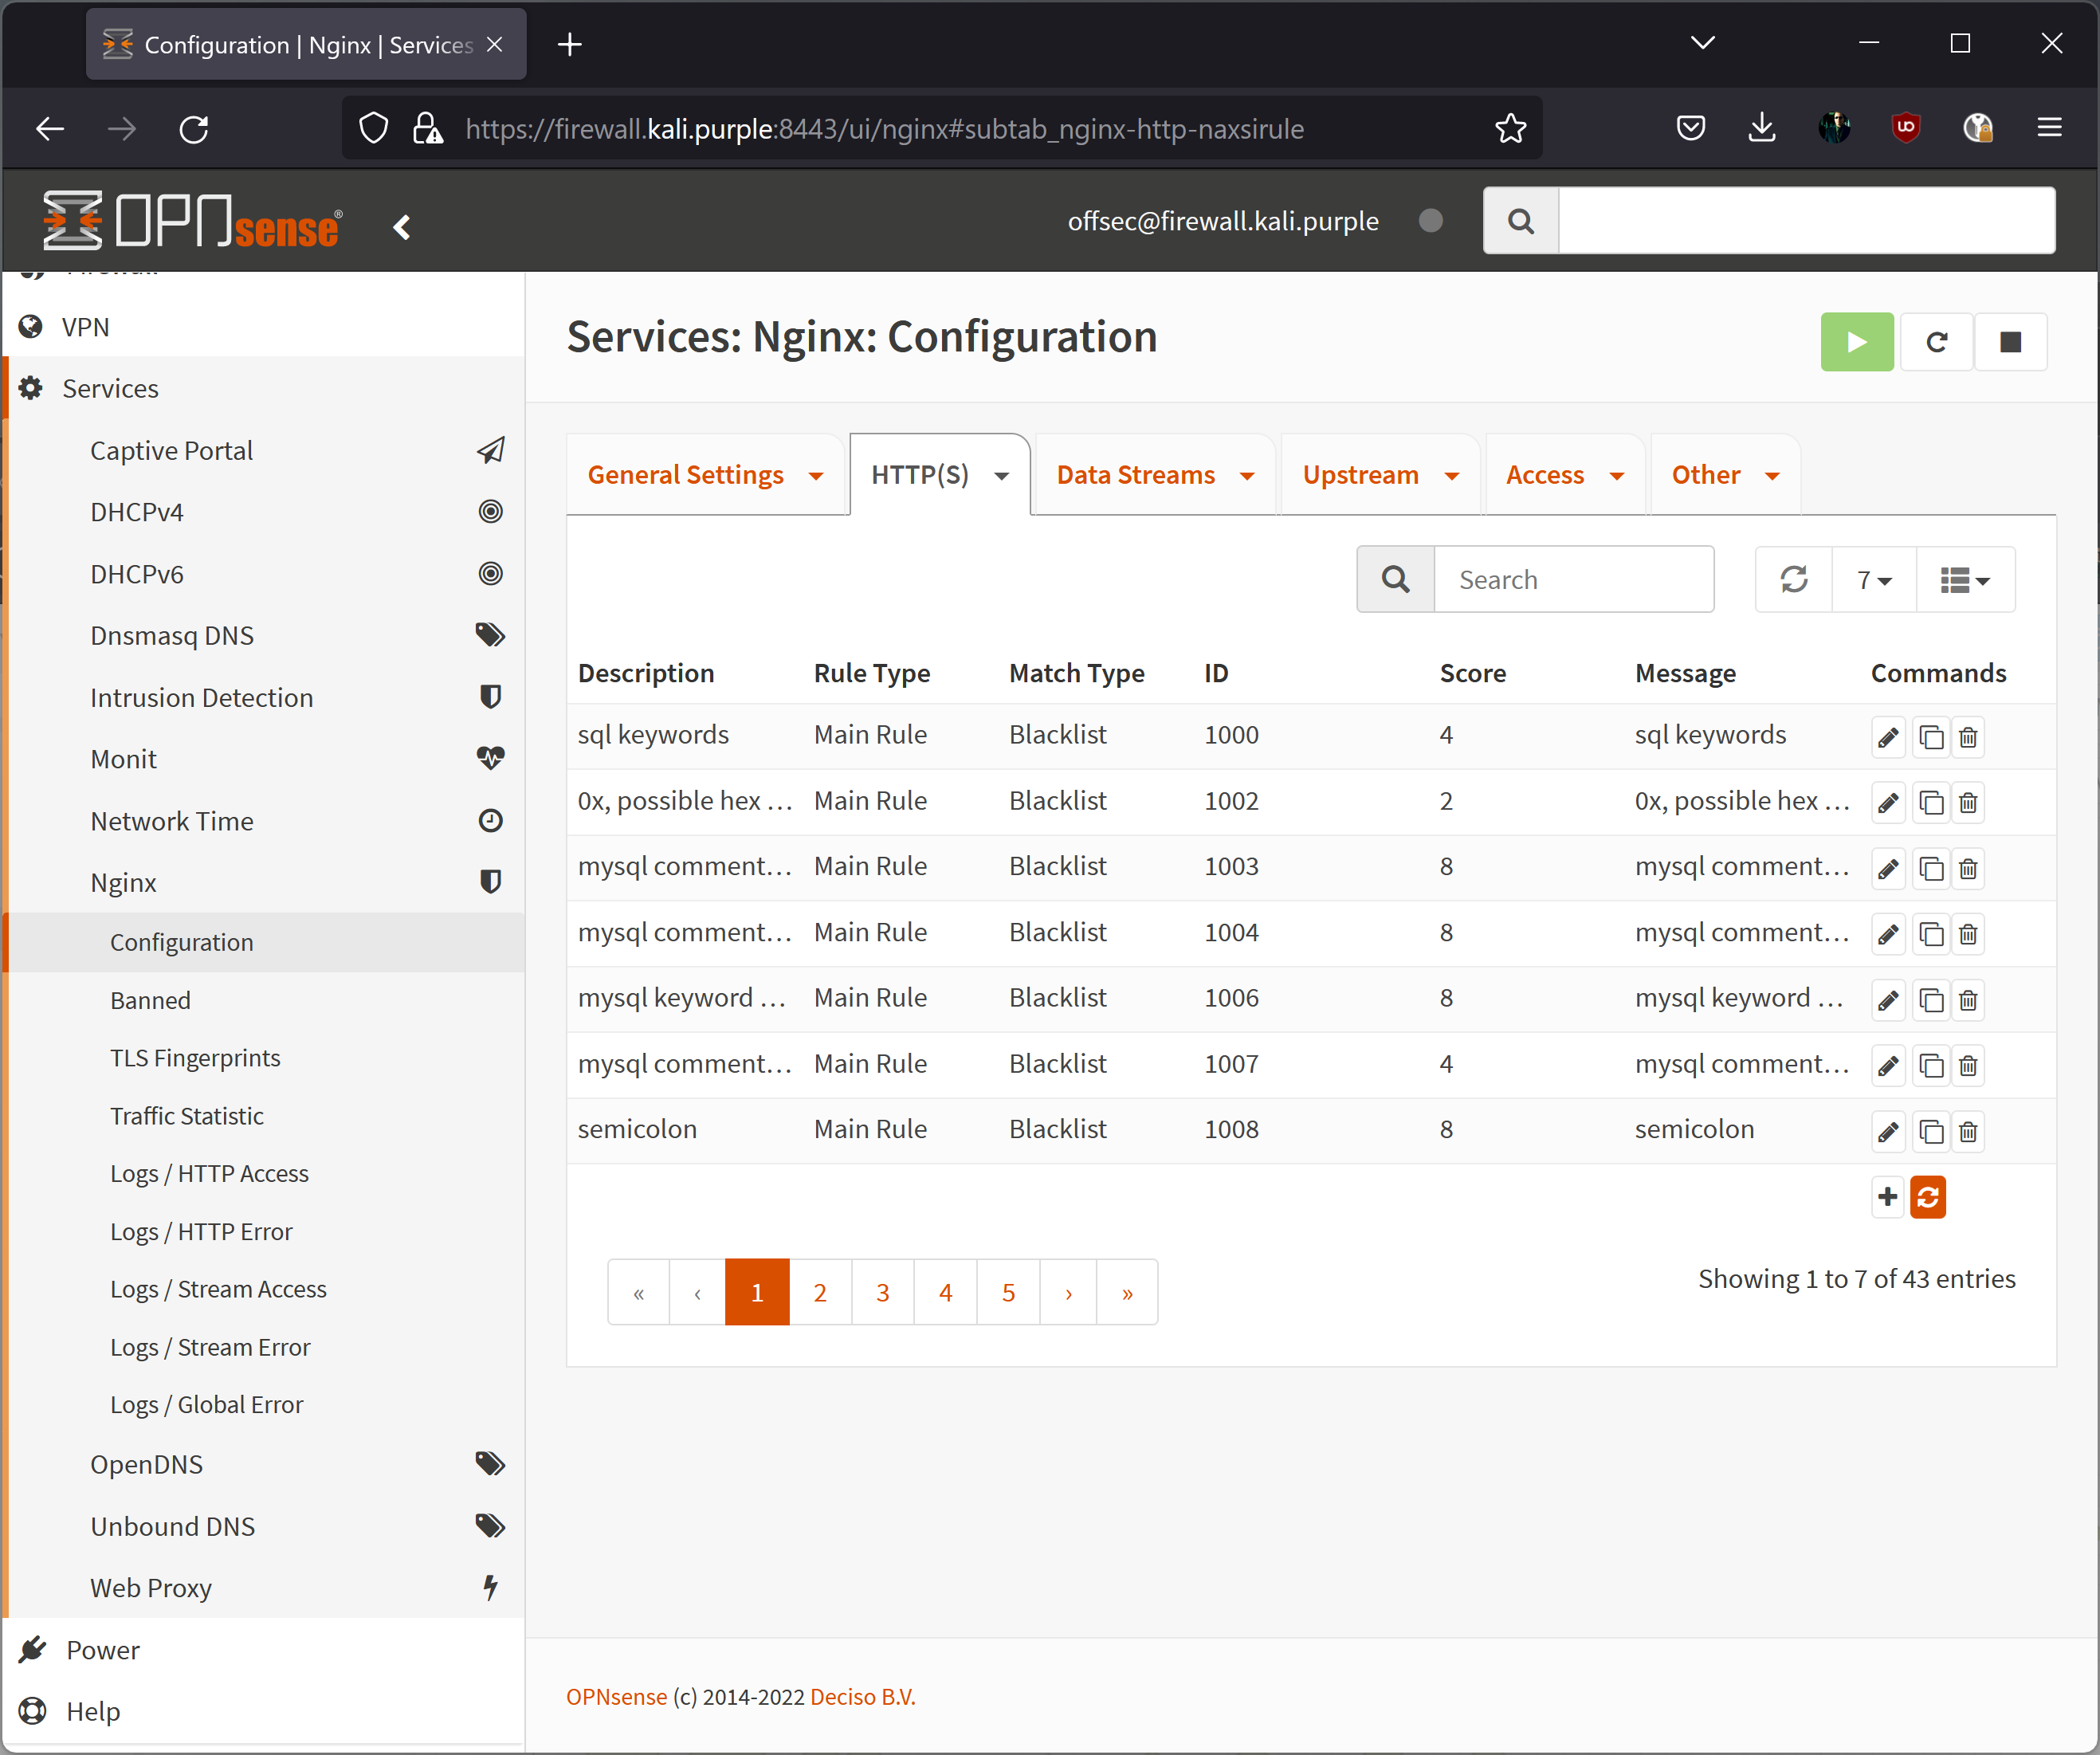 Configuration | Nginx | Services
https://firewall.kali.purple:8443/ui/nginx#subtab_nginx-http-naxsirule
OPNsense®
offsec@firewall.kali.purple
Firewall
VPN
Services
Captive Portal
DHCPv4
DHCPv6
Dnsmasq DNS
Intrusion Detection
Monit
Network Time
Nginx
Configuration
Banned
TLS Fingerprints
Traffic Statistic
Logs / HTTP Access
Logs / HTTP Error
Logs / Stream Access
Logs / Stream Error
Logs / Global Error
OpenDNS
Unbound DNS
Web Proxy
Power
Help
Services: Nginx: Configuration
General Settings HTTP(S) Data Streams Upstream Access Other
Search 7
Description Rule Type Match Type ID Score Message Commands
sql keywords Main Rule Blacklist 1000 4 sql keywords
0x, possible hex ... Main Rule Blacklist 1002 2 0x, possible hex ...
mysql comment... Main Rule Blacklist 1003 8 mysql comment...
mysql comment... Main Rule Blacklist 1004 8 mysql comment...
mysql keyword ... Main Rule Blacklist 1006 8 mysql keyword ...
mysql comment... Main Rule Blacklist 1007 4 mysql comment...
semicolon Main Rule Blacklist 1008 8 semicolon
« ‹ 1 2 3 4 5 › »
Showing 1 to 7 of 43 entries
OPNsense (c) 2014-2022 Deciso B.V.